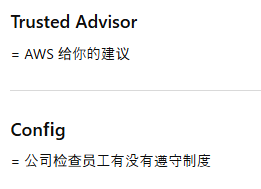 Trusted Advisor
= AWS 给你的建议
Config
= 公司检查员工有没有遵守制度